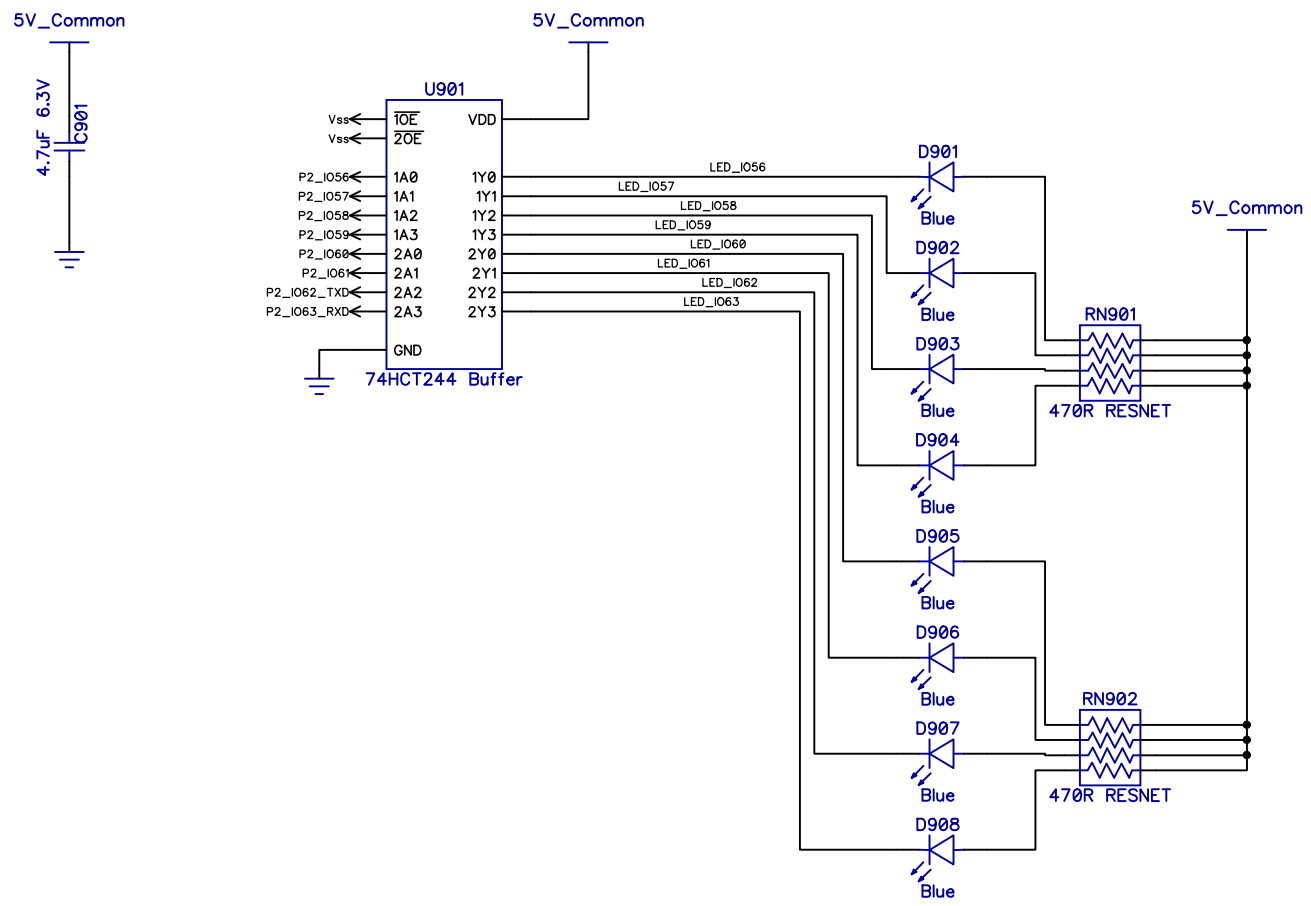 5V_Common
4.7uF 6.3V
C901
5V_Common
U901
Vss
1OE
VDD
Vss
2OE
P2_IO56
1A0
1Y0
LED_IO56
P2_IO57
1A1
1Y1
LED_IO57
P2_IO58
1A2
1Y2
LED_IO58
P2_IO59
1A3
1Y3
LED_IO59
P2_IO60
2A0
2Y0
LED_IO60
P2_IO61
2A1
2Y1
LED_IO61
P2_IO62_TXD
2A2
2Y2
LED_IO62
P2_IO63_RXD
2A3
2Y3
LED_IO63
GND
74HCT244 Buffer
D901
Blue
D902
Blue
D903
Blue
D904
Blue
D905
Blue
D906
Blue
D907
Blue
D908
Blue
5V_Common
RN901
470R RESNET
RN902
470R RESNET